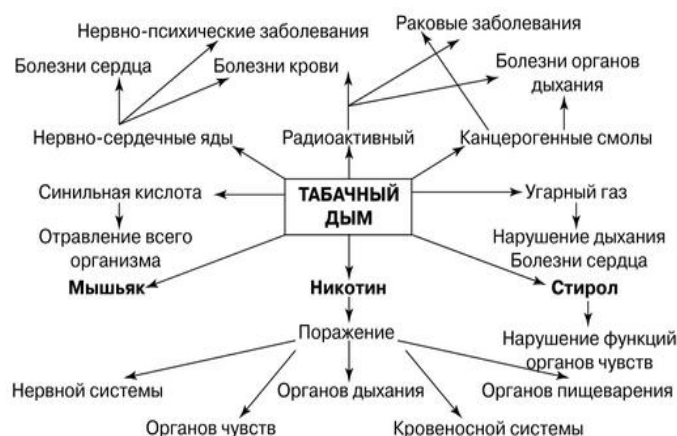 Нервно-психические заболевания
Раковые заболевания
Болезни сердца
Болезни крови
Болезни органов
дыхания
Нервно-сердечные яды
Радиоактивный
Канцерогенные смолы
Синильная кислота
ТАБАЧНЫЙ
ДЫМ
Угарный газ
Отравление всего
организма
Нарушение дыхания
Болезни сердца
Мышьяк
Никотин
Стирол
Поражение
Нарушение функций
органов чувств
Нервной системы
Органов дыхания
Органов пищеварения
Органов чувств
Кровеносной системы